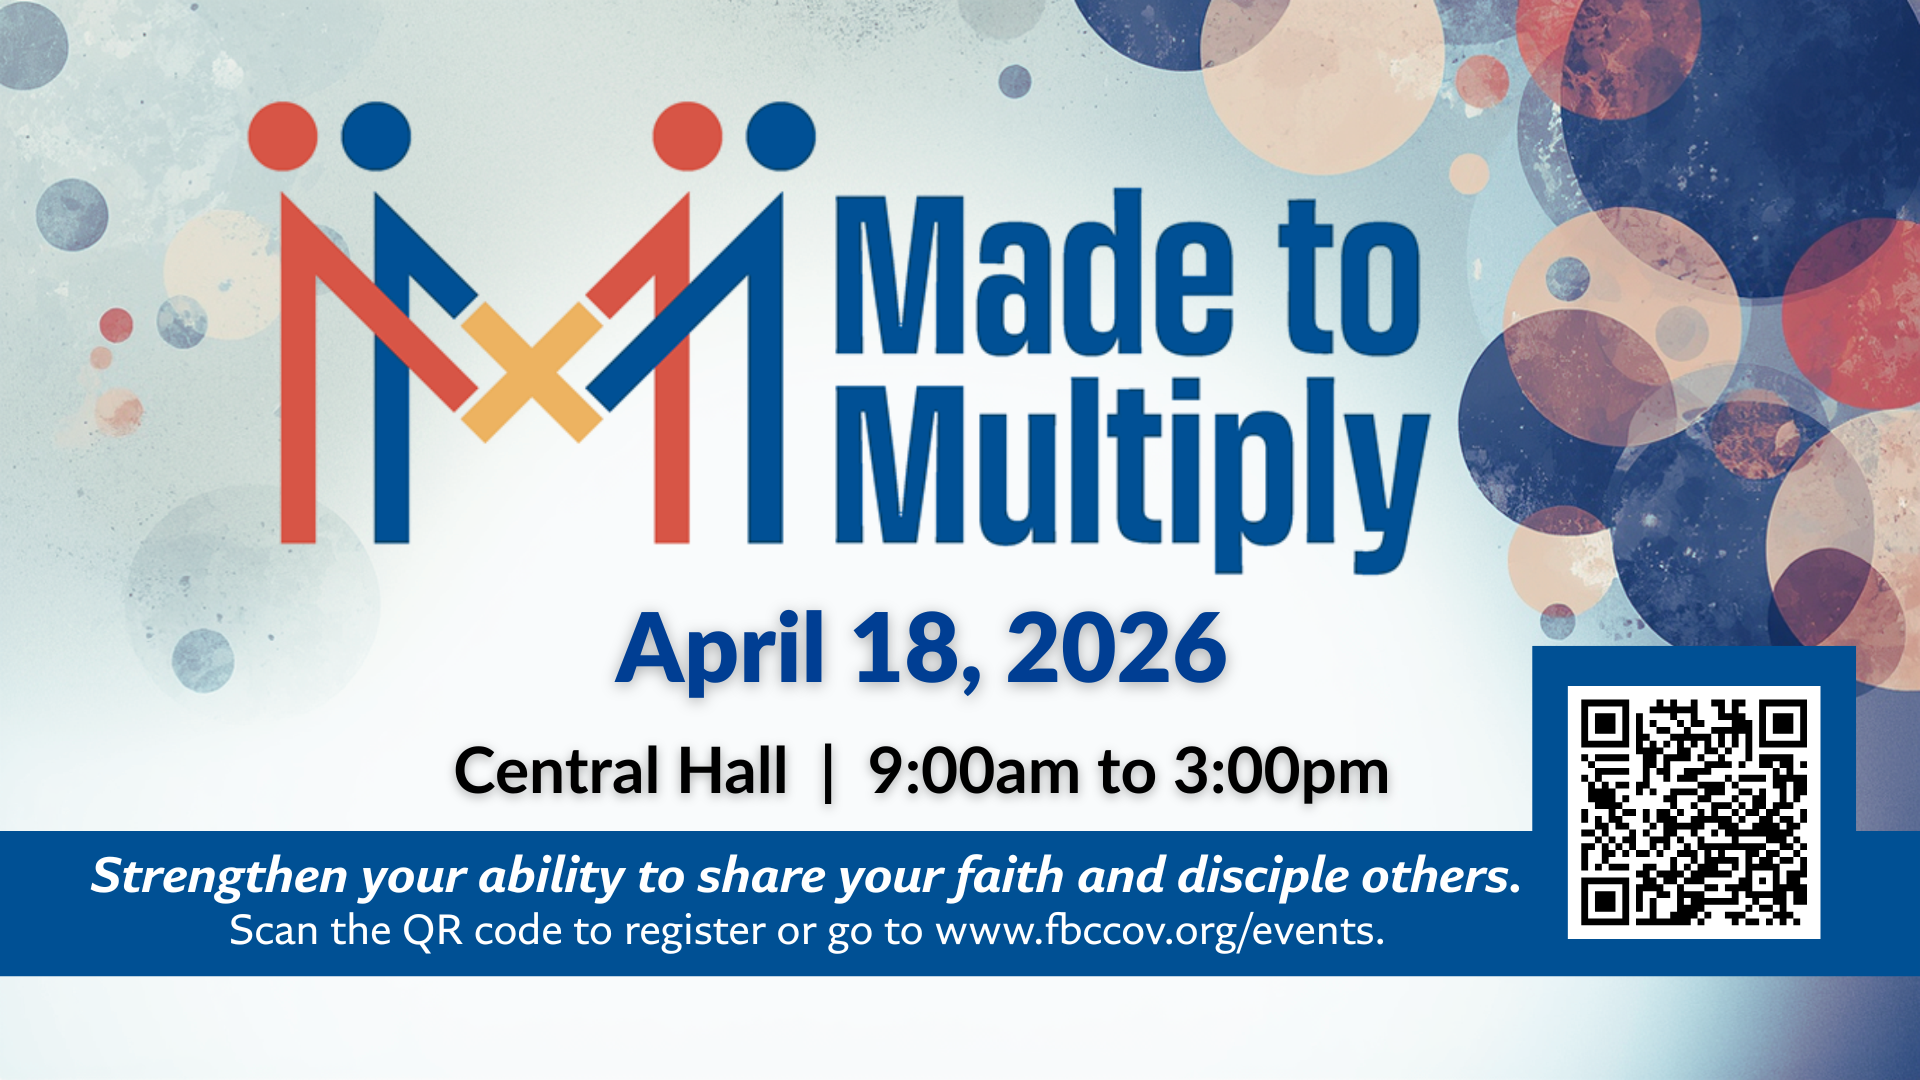 Made to
Multiply
April 18, 2026
Central Hall | 9:00am to 3:00pm
Strengthen your ability to share your faith and disciple others.
Scan the QR code to register or go to www.fbccov.org/events.